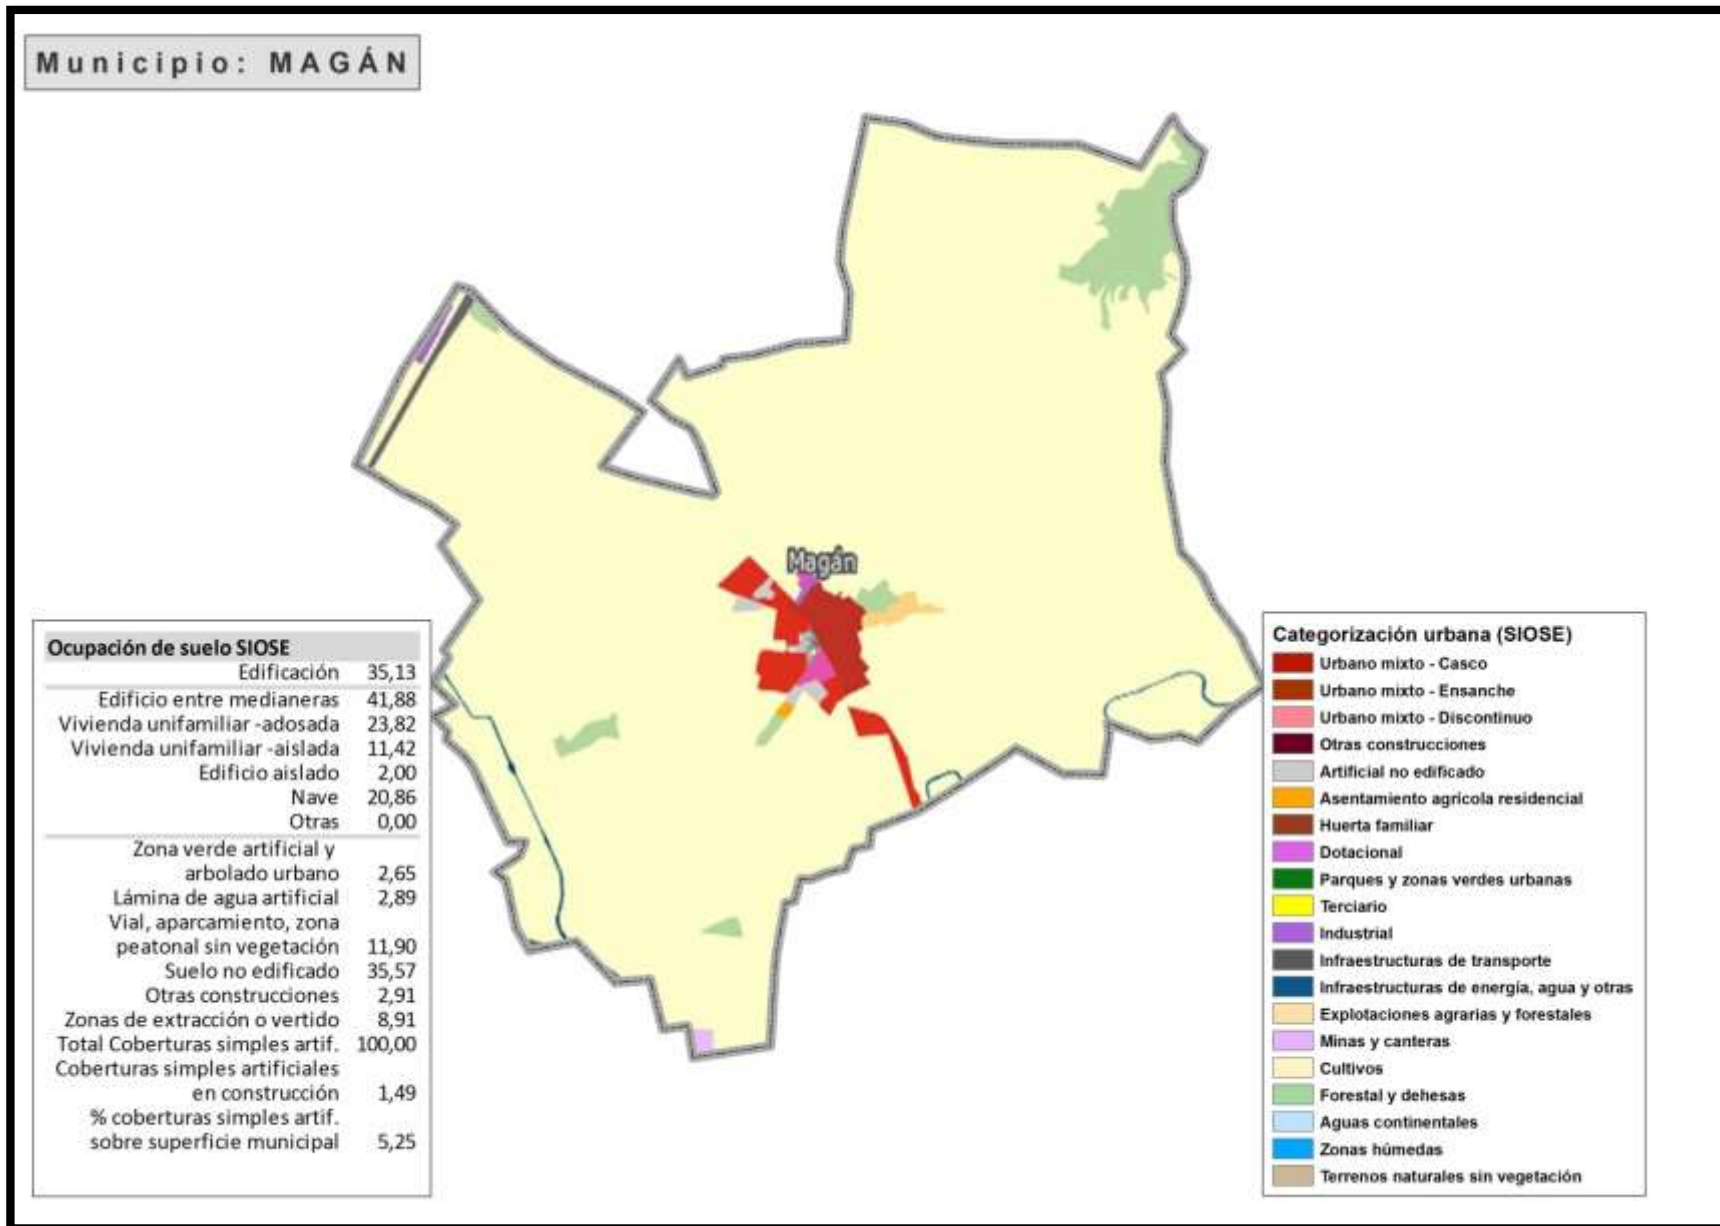 Municipio: MAGÁN
Magán
Ocupación de suelo SIOSE
Edificación 35,13
Edificio entre medianeras 41,88
Vivienda unifamiliar -adosada 23,82
Vivienda unifamiliar -aislada 11,42
Edificio aislado 2,00
Nave 20,86
Otras 0,00
Zona verde artificial y
arbolado urbano 2,65
Lámina de agua artificial 2,89
Vial, aparcamiento, zona
peatonal sin vegetación 11,90
Suelo no edificado 35,57
Otras construcciones 2,91
Zonas de extracción o vertido 8,91
Total Coberturas simples artif. 100,00
Coberturas simples artificiales
en construcción 1,49
% coberturas simples artif.
sobre superficie municipal 5,25
Categorización urbana (SIOSE)
Urbano mixto - Casco
Urbano mixto - Ensanche
Urbano mixto - Discontinuo
Otras construcciones
Artificial no edificado
Asentamiento agrícola residencial
Huerta familiar
Dotacional
Parques y zonas verdes urbanas
Terciario
Industrial
Infraestructuras de transporte
Infraestructuras de energía, agua y otras
Explotaciones agrarias y forestales
Minas y canteras
Cultivos
Forestal y dehesas
Aguas continentales
Zonas húmedas
Terrenos naturales sin vegetación